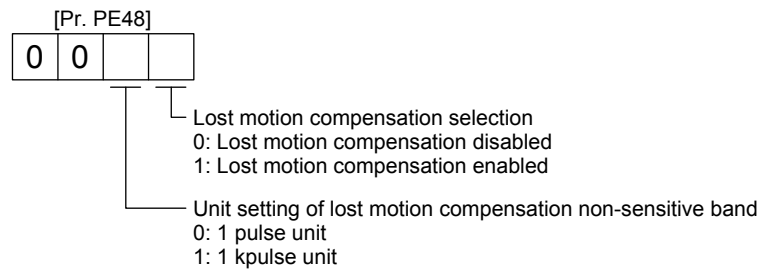 [Pr. PE48]
0 0
Lost motion compensation selection
0: Lost motion compensation disabled
1: Lost motion compensation enabled
Unit setting of lost motion compensation non-sensitive band
0: 1 pulse unit
1: 1 kpulse unit